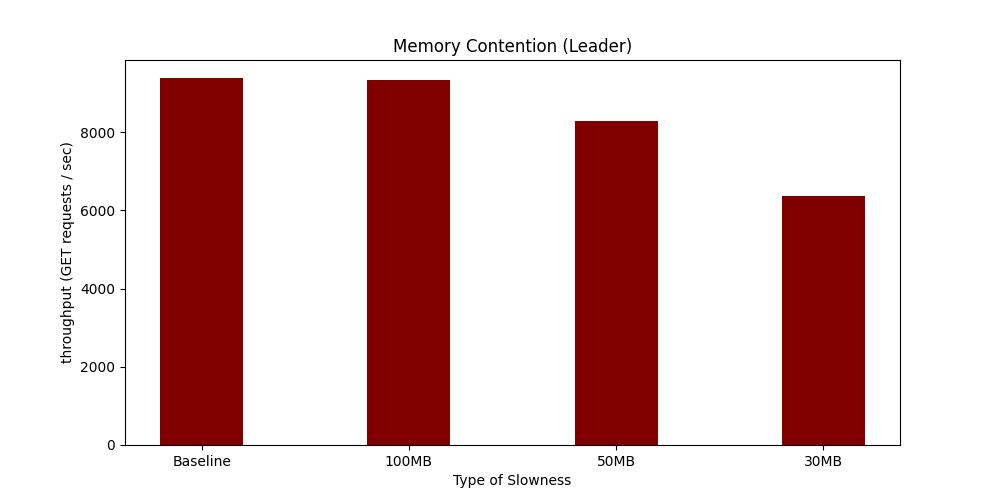 Memory Contention (Leader)
throughput (GET requests / sec)
8000
6000
4000
2000
0
Baseline
100MB
50MB
30MB
Type of Slowness